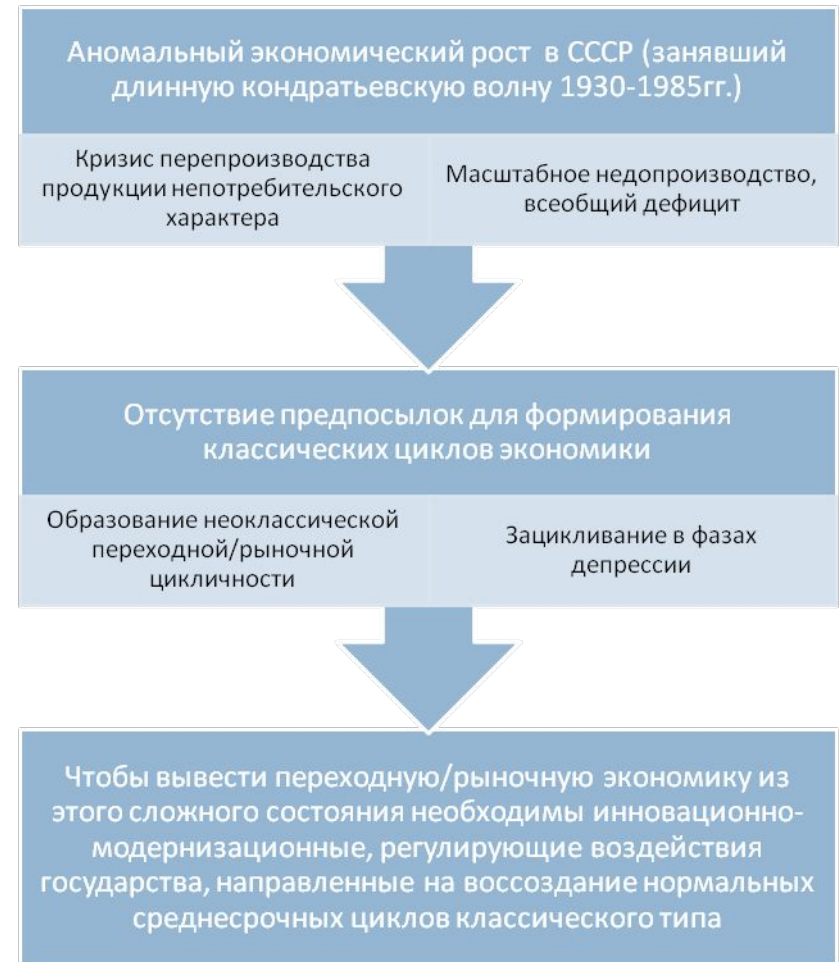 Аномальный экономический рост в СССР (занявший
длинную кондратьевскую волну 1930-1985гг.)
Кризис перепроизводства
продукции непотребительского
характера
Масштабное недопроизводство,
всеобщий дефицит
Отсутствие предпосылок для формирования
классических циклов экономики
Образование неоклассической
переходной/рыночной
цикличности
Зацикливание в фазах
депрессии
Чтобы вывести переходную/рыночную экономику из
этого сложного состояния необходимы инновационно-
модернизационные, регулирующие воздействия
государства, направленные на воссоздание нормальных
среднесрочных циклов классического типа